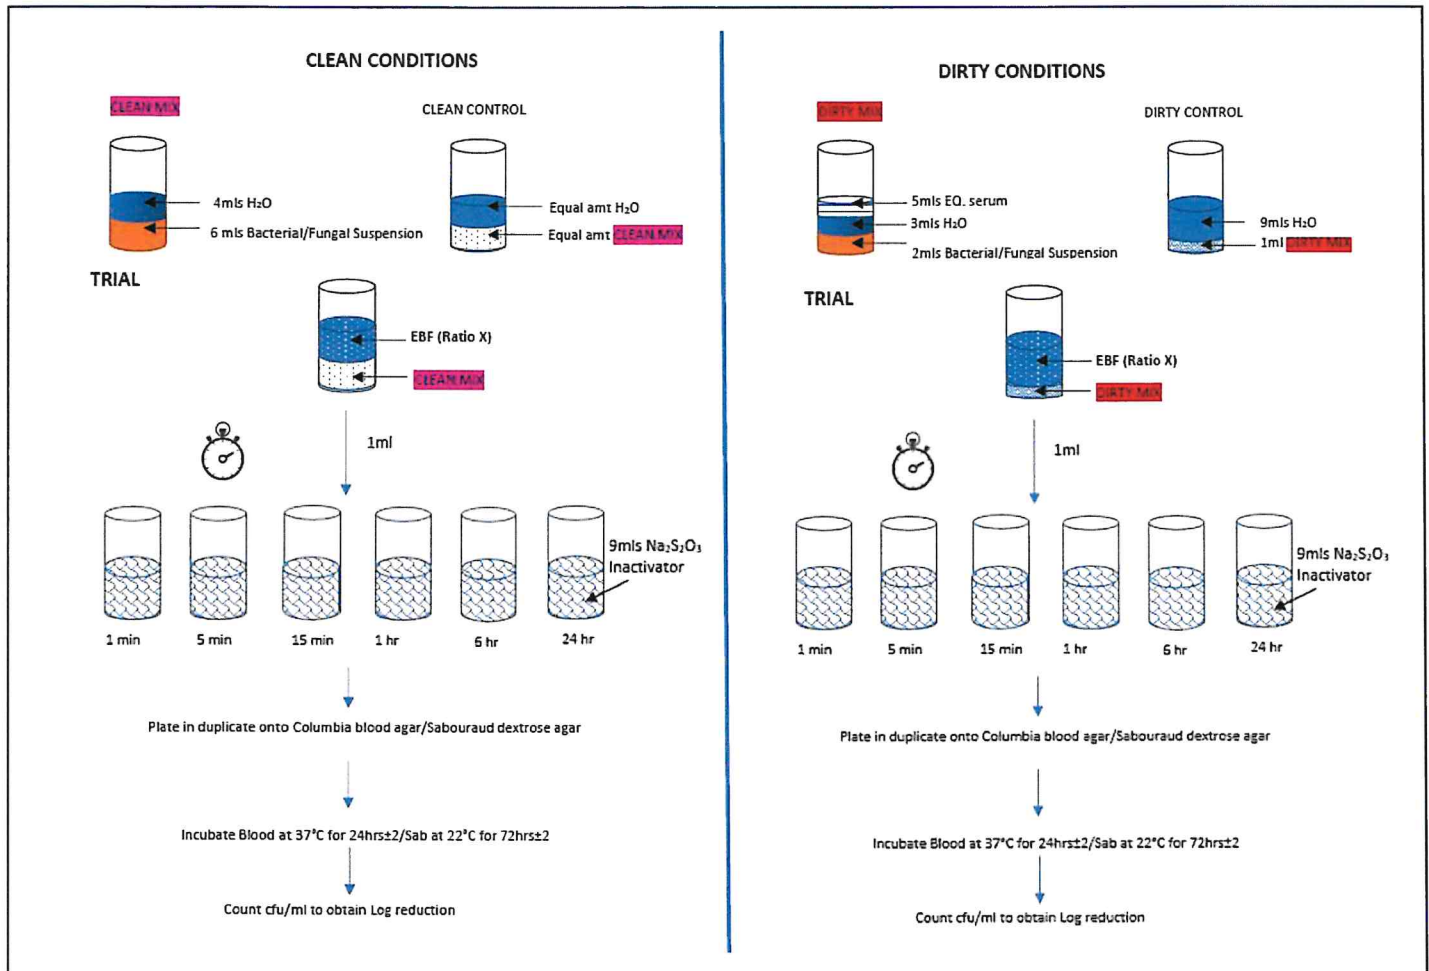 CLEAN CONDITIONS
CLEAN MIX
CLEAN CONTROL
4mls H₂O
6 mls Bacterial/Fungal Suspension
Equal amt H₂O
Equal amt CLEAN MIX
TRIAL
EBF (Ratio X)
CLEAN MIX
1ml
9mls Na₂S₂O₃
Inactivator
1 min
5 min
15 min
1 hr
6 hr
24 hr
Plate in duplicate onto Columbia blood agar/Sabouraud dextrose agar
Incubate Blood at 37°C for 24hrs±2/Sab at 22°C for 72hrs±2
Count cfu/ml to obtain Log reduction
DIRTY CONDITIONS
DIRTY MIX
DIRTY CONTROL
5mls EQ. serum
3mls H₂O
2mls Bacterial/Fungal Suspension
9mls H₂O
1ml DIRTY MIX
TRIAL
EBF (Ratio X)
DIRTY MIX
1ml
9mls Na₂S₂O₃
Inactivator
1 min
5 min
15 min
1 hr
6 hr
24 hr
Plate in duplicate onto Columbia blood agar/Sabouraud dextrose agar
Incubate Blood at 37°C for 24hrs±2/Sab at 22°C for 72hrs±2
Count cfu/ml to obtain Log reduction